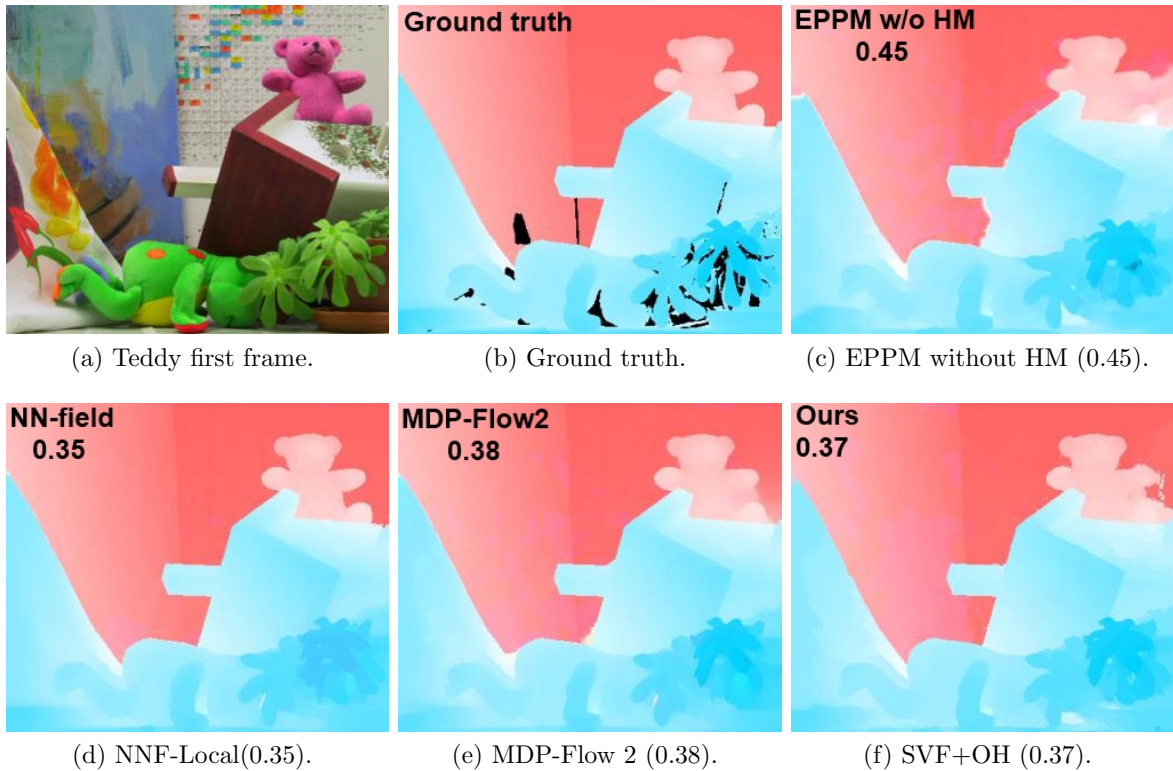 Ground truth
EPPM w/o HM
0.45
(a) Teddy first frame.
(b) Ground truth.
(c) EPPM without HM (0.45).
NN-field
0.35
MDP-Flow2
0.38
Ours
0.37
(d) NNF-Local(0.35).
(e) MDP-Flow 2 (0.38).
(f) SVF+OH (0.37).